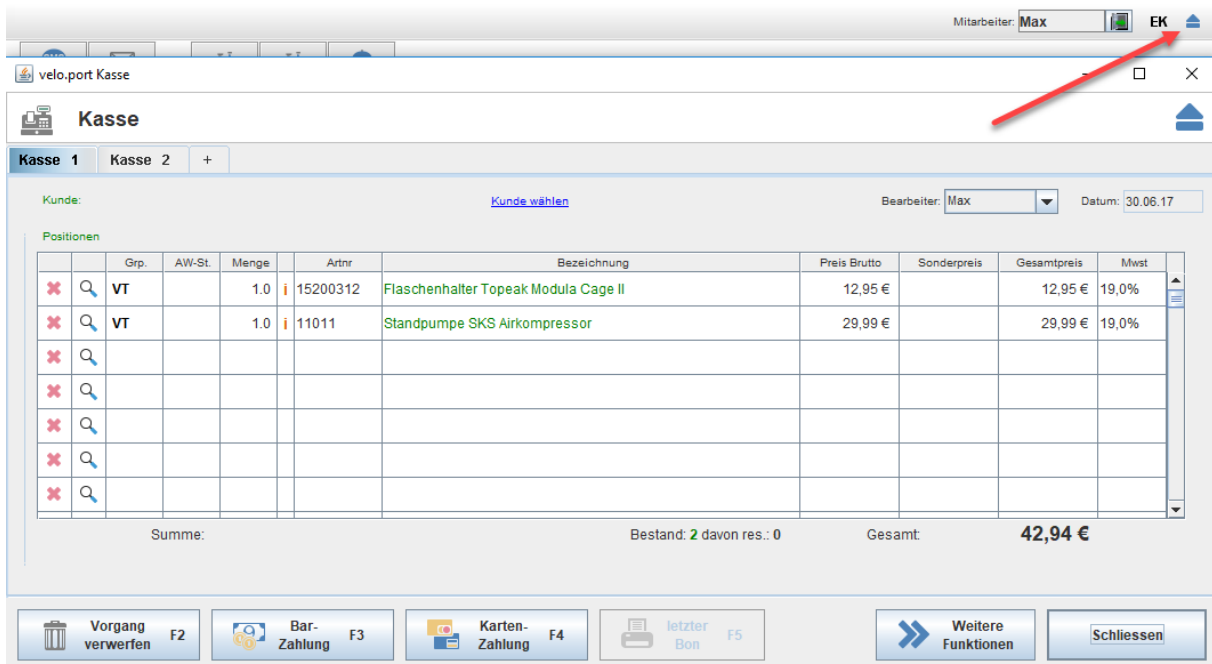 Mitarbeiter: Max EK
velo.port Kasse
Kasse
Kasse 1 Kasse 2 +
Kunde: Kunde wählen Bearbeiter: Max Datum: 30.06.17
Positionen
Grp. AW-St. Menge Artnr Bezeichnung Preis Brutto Sonderpreis Gesamtpreis Mwst
VT 1.0 i 15200312 Flaschenhalter Topeak Modula Cage II 12,95 € 12,95 € 19,0%
VT 1.0 i 11011 Standpumpe SKS Airkompressor 29,99 € 29,99 € 19,0%
Summe: Bestand: 2 davon res.: 0 Gesamt: 42,94 €
Vorgang verwerfen F2 Bar-Zahlung F3 Karten-Zahlung F4 letzter Bon F5 Weitere Funktionen Schliessen